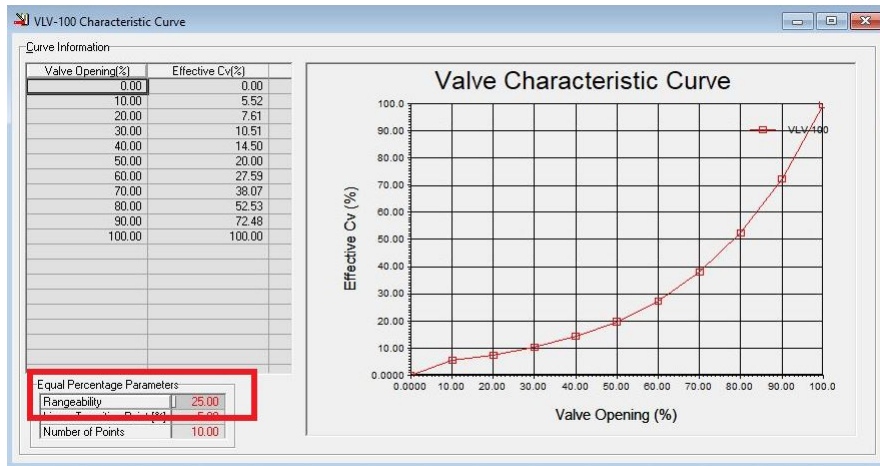 VLV-100 Characteristic Curve
Curve Information
Valve Opening(%) Effective Cv(%)
0.00 0.00
10.00 5.52
20.00 7.61
30.00 10.51
40.00 14.50
50.00 20.00
60.00 27.59
70.00 38.07
80.00 52.53
90.00 72.48
100.00 100.00
Equal Percentage Parameters
Rangeability 25.00
Number of Points 10.00
Valve Characteristic Curve
VLV-100
Effective Cv (%)
100.0
90.00
80.00
70.00
60.00
50.00
40.00
30.00
20.00
10.00
0.0000
0.0000 10.00 20.00 30.00 40.00 50.00 60.00 70.00 80.00 90.00 100.0
Valve Opening (%)